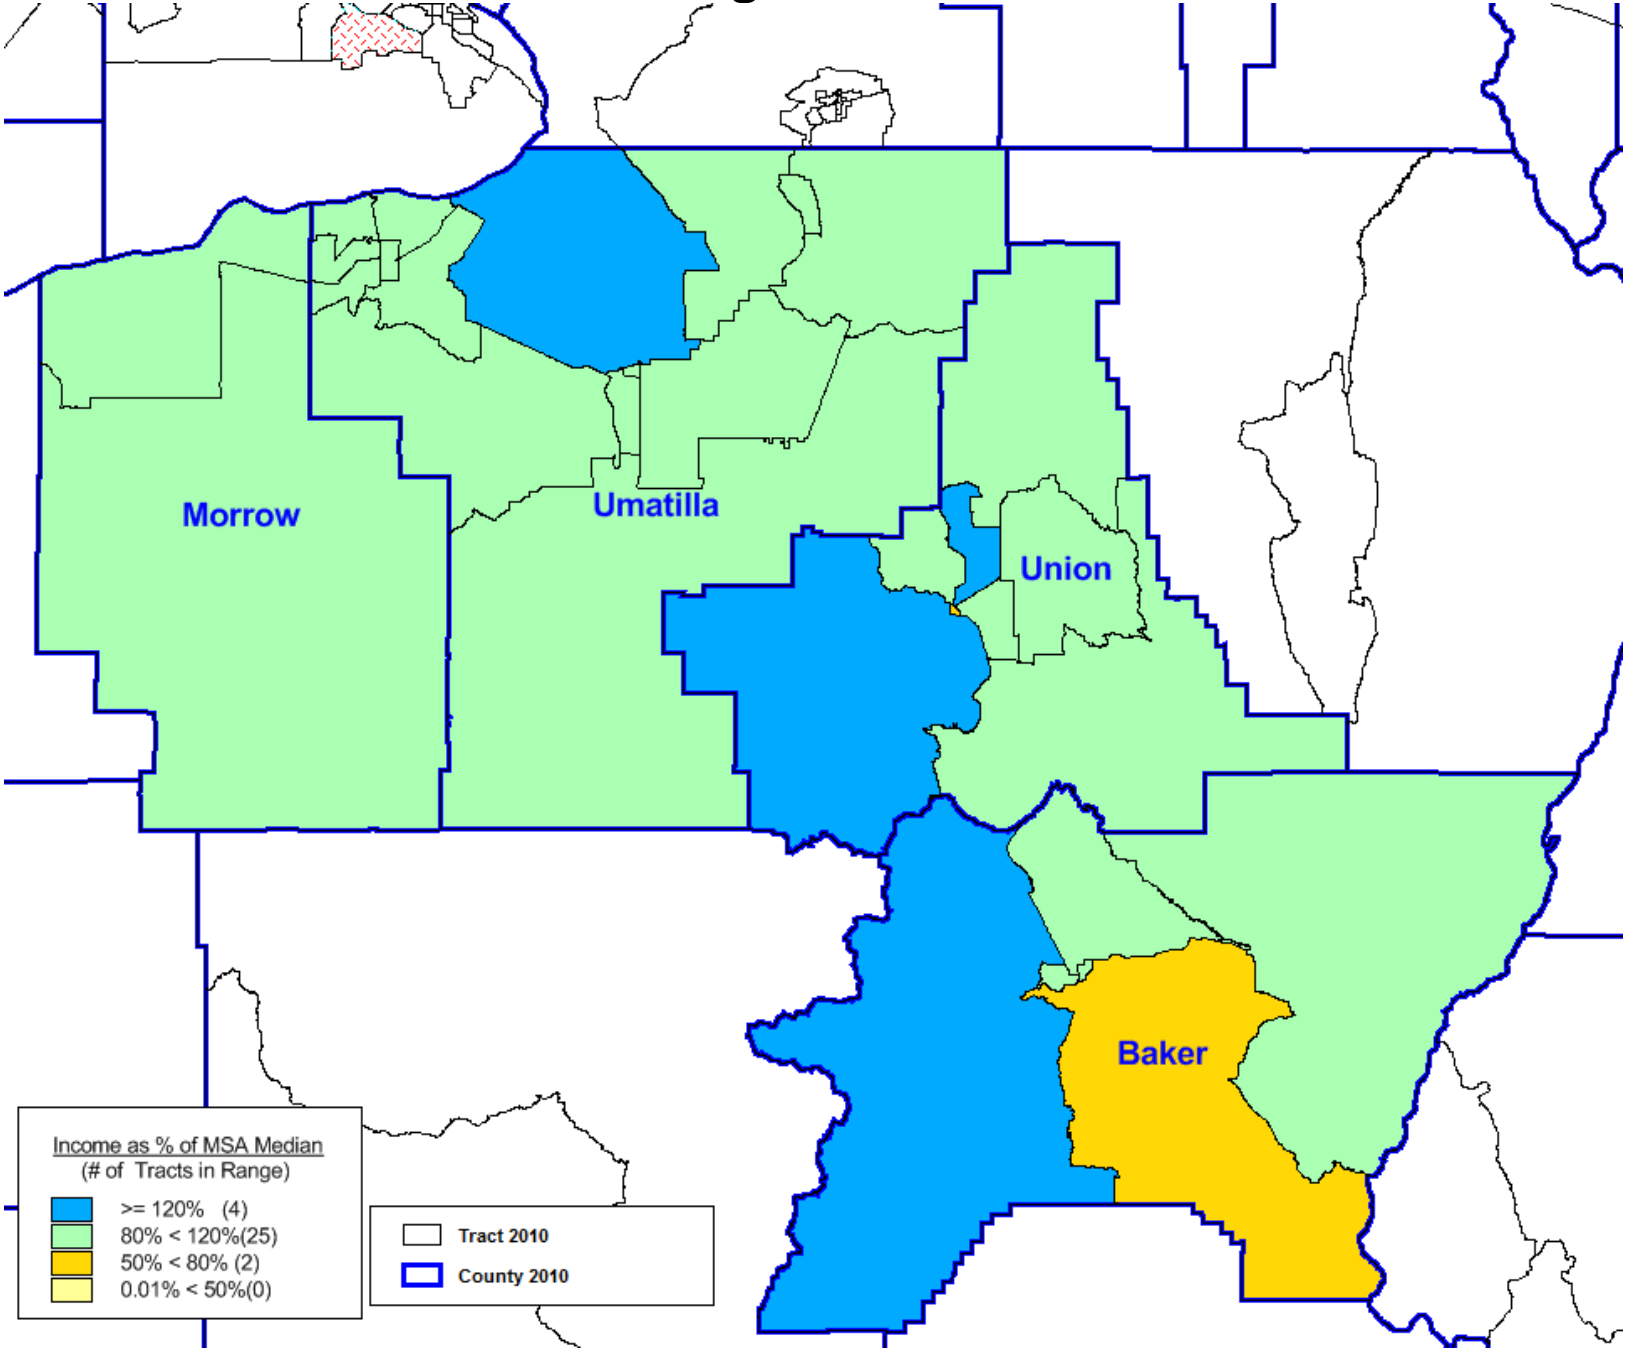 Morrow
Umatilla
Union
Baker
Income as % of MSA Median
(# of Tracts in Range)
>= 120% (4)
80% < 120%(25)
50% < 80% (2)
0.01% < 50%(0)
Tract 2010
County 2010